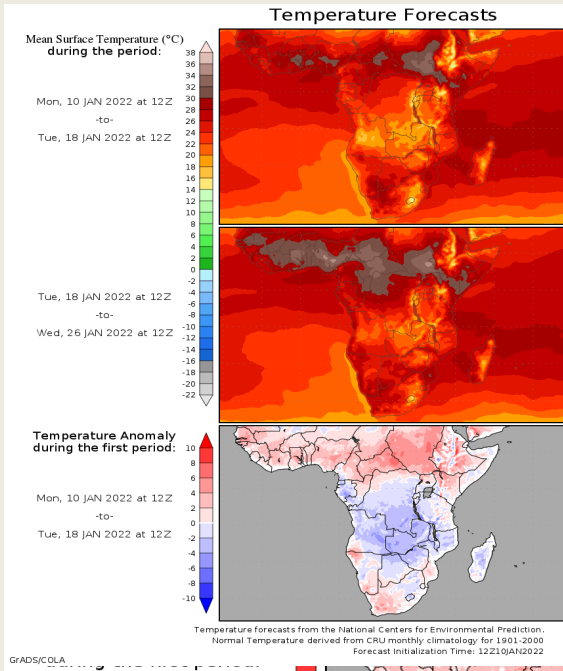 Temperature Forecasts
Mean Surface Temperature (°C)
during the period:
Mon, 10 JAN 2022 at 12Z
-to-
Tue, 18 JAN 2022 at 12Z
38
36
34
32
30
28
26
24
22
20
18
16
14
12
10
8
6
4
2
0
-2
-4
-6
-8
-10
-12
-14
-16
-18
-20
-22
Tue, 18 JAN 2022 at 12Z
-to-
Wed, 26 JAN 2022 at 12Z
Temperature Anomaly
during the first period:
Mon, 10 JAN 2022 at 12Z
-to-
Tue, 18 JAN 2022 at 12Z
10
8
6
4
2
0
-2
-4
-6
-8
-10
Temperature forecasts from the National Centers for Environmental Prediction.
Normal Temperature derived from CRU monthly climatology for 1901-2000
Forecast Initialization Time: 12Z10JAN2022
GrADS/COLA